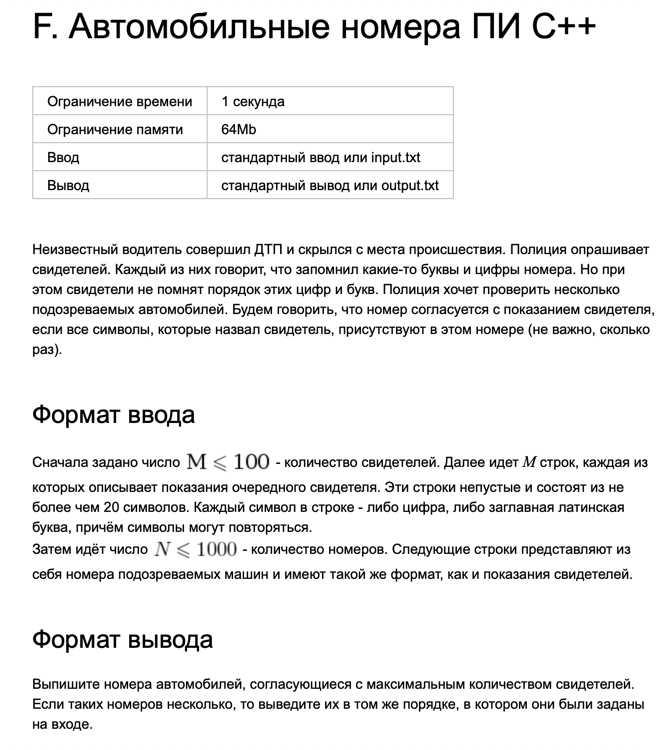 F. Автомобильные номера ПИ C++
Ограничение времени 1 секунда
Ограничение памяти 64Mb
Ввод стандартный ввод или input.txt
Вывод стандартный вывод или output.txt
Неизвестный водитель совершил ДТП и скрылся с места происшествия. Полиция опрашивает
свидетелей. Каждый из них говорит, что запомнил какие-то буквы и цифры номера. Но при
этом свидетели не помнят порядок этих цифр и букв. Полиция хочет проверить несколько
подозреваемых автомобилей. Будем говорить, что номер согласуется с показанием свидетеля,
если все символы, которые назвал свидетель, присутствуют в этом номере (не важно, сколько
раз).
Формат ввода
Сначала задано число M ⩽ 100 - количество свидетелей. Далее идет M строк, каждая из
которых описывает показания очередного свидетеля. Эти строки непустые и состоят из не
более чем 20 символов. Каждый символ в строке - либо цифра, либо заглавная латинская
буква, причём символы могут повторяться.
Затем идёт число N ⩽ 1000 - количество номеров. Следующие строки представляют из
себя номера подозреваемых машин и имеют такой же формат, как и показания свидетелей.
Формат вывода
Выпишите номера автомобилей, согласующиеся с максимальным количеством свидетелей.
Если таких номеров несколько, то выведите их в том же порядке, в котором они были заданы
на входе.